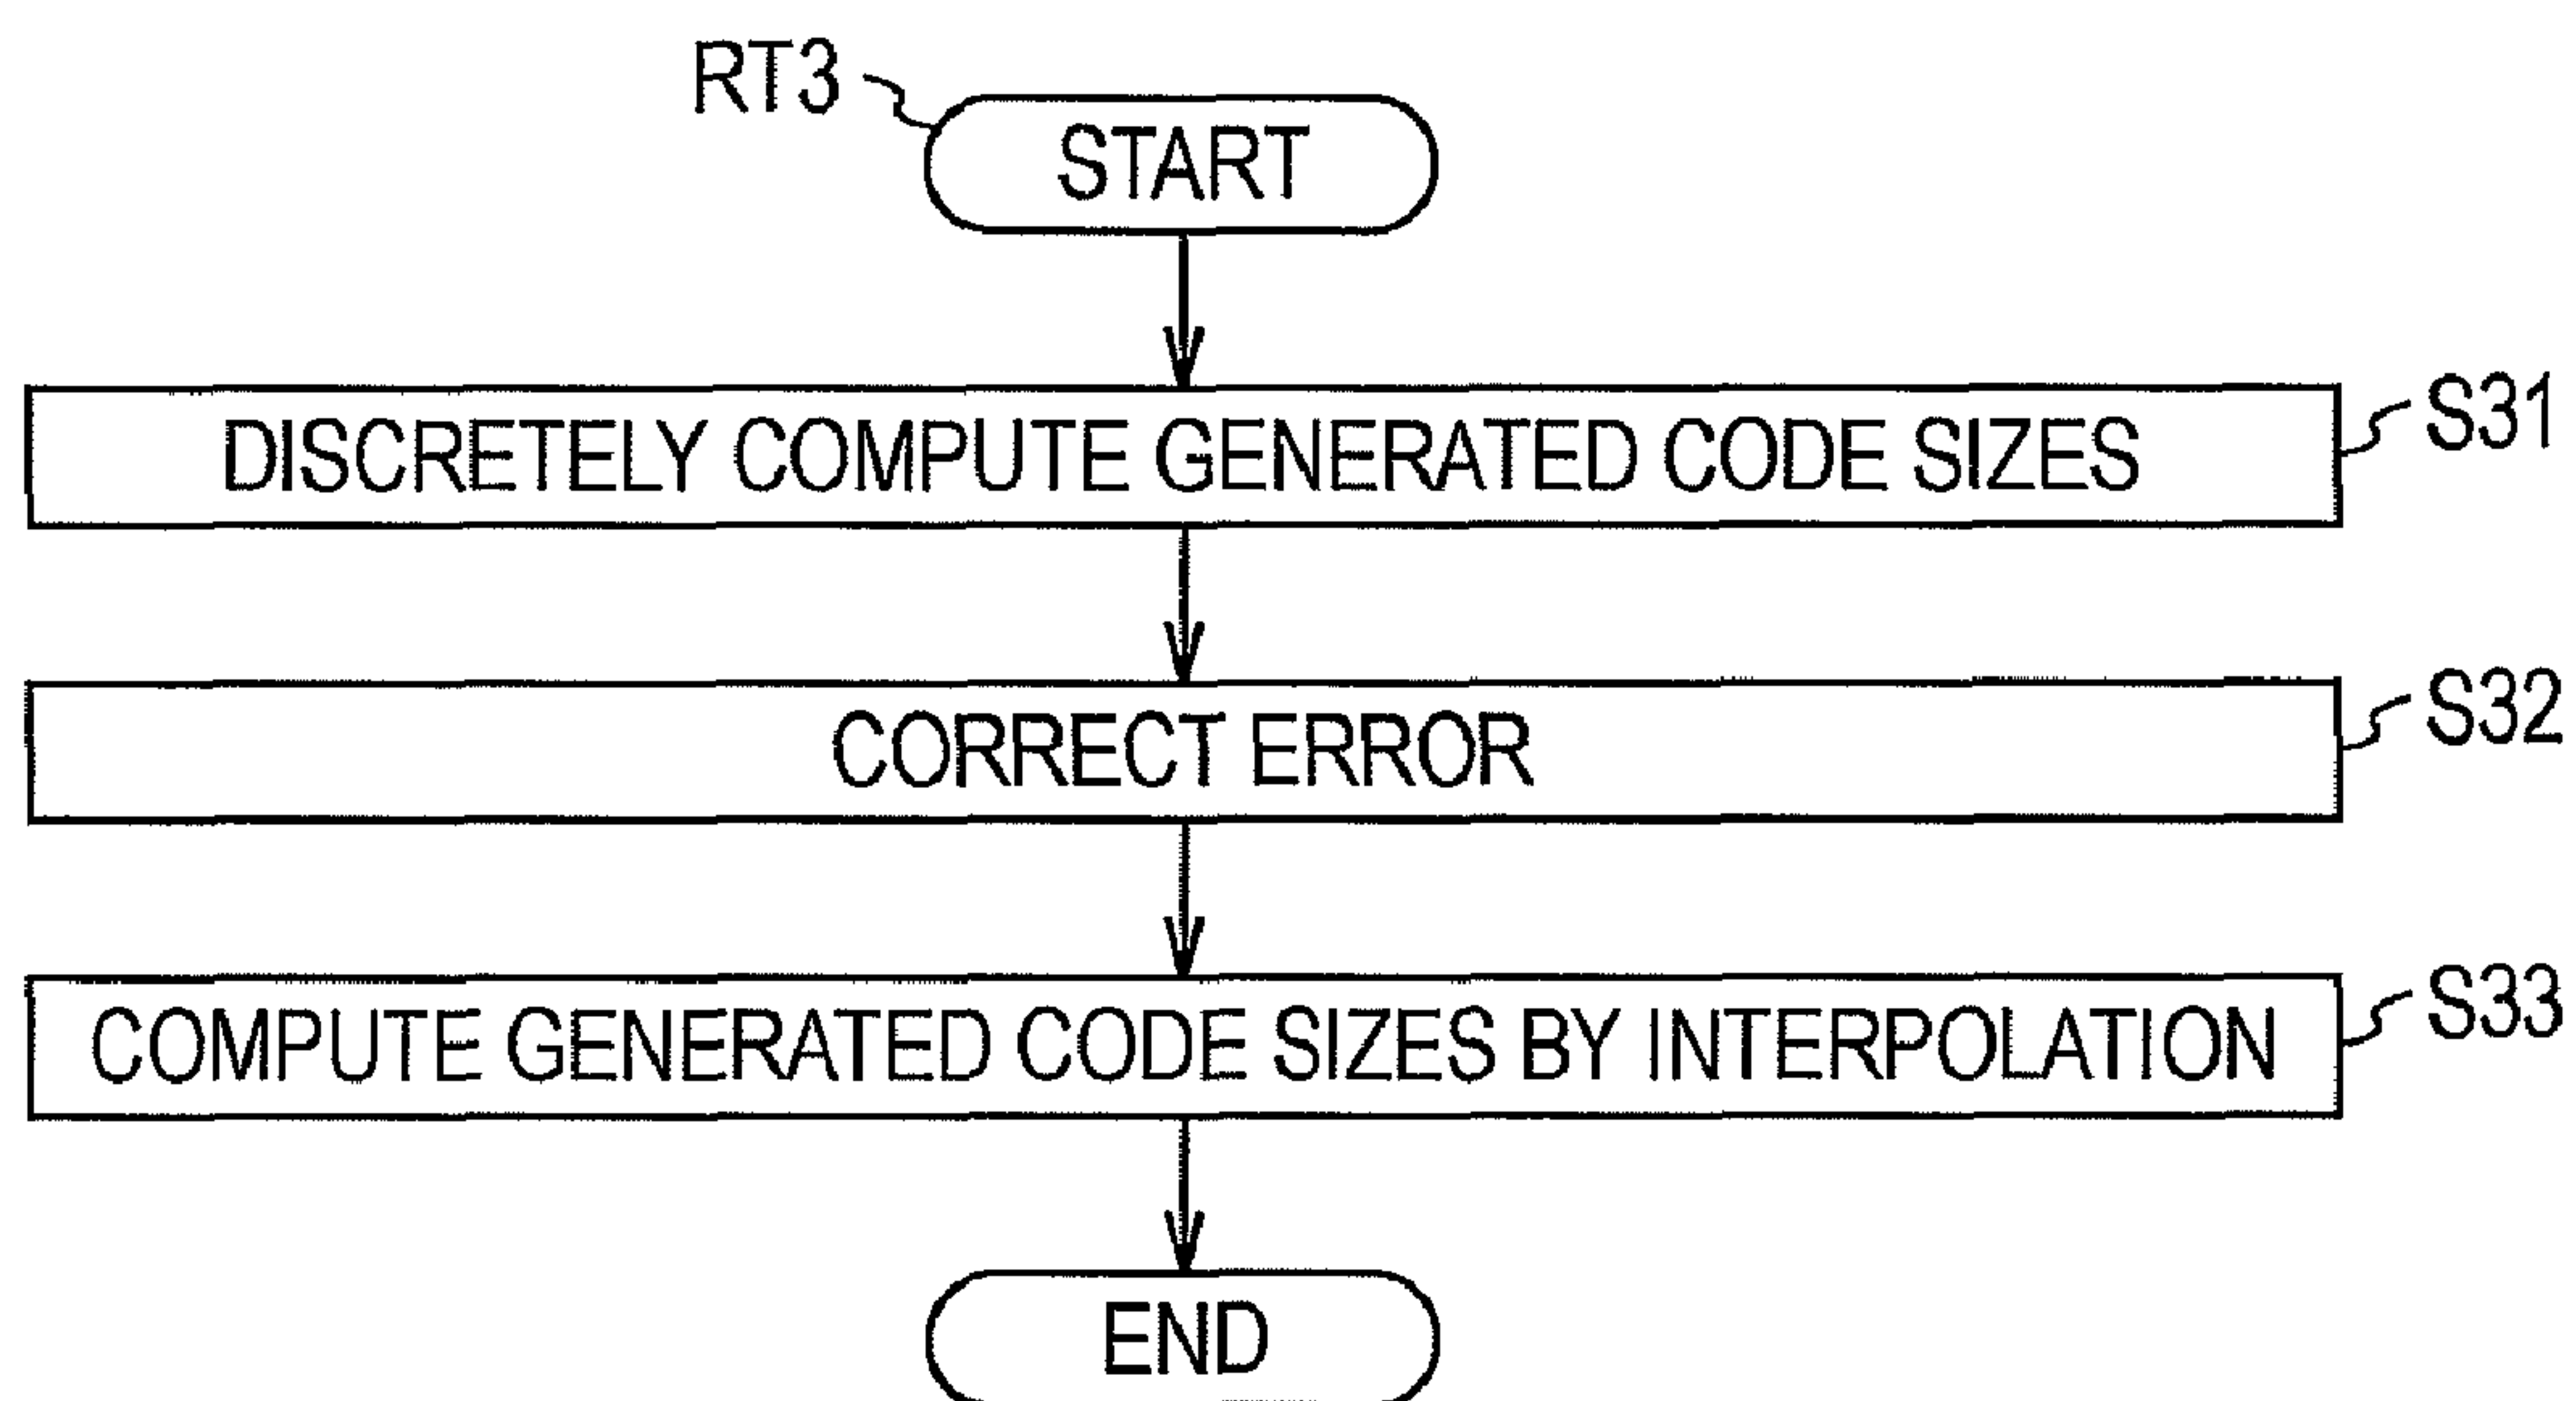 RT3
START
DISCRETELY COMPUTE GENERATED CODE SIZES
S31
CORRECT ERROR
S32
COMPUTE GENERATED CODE SIZES BY INTERPOLATION
S33
END